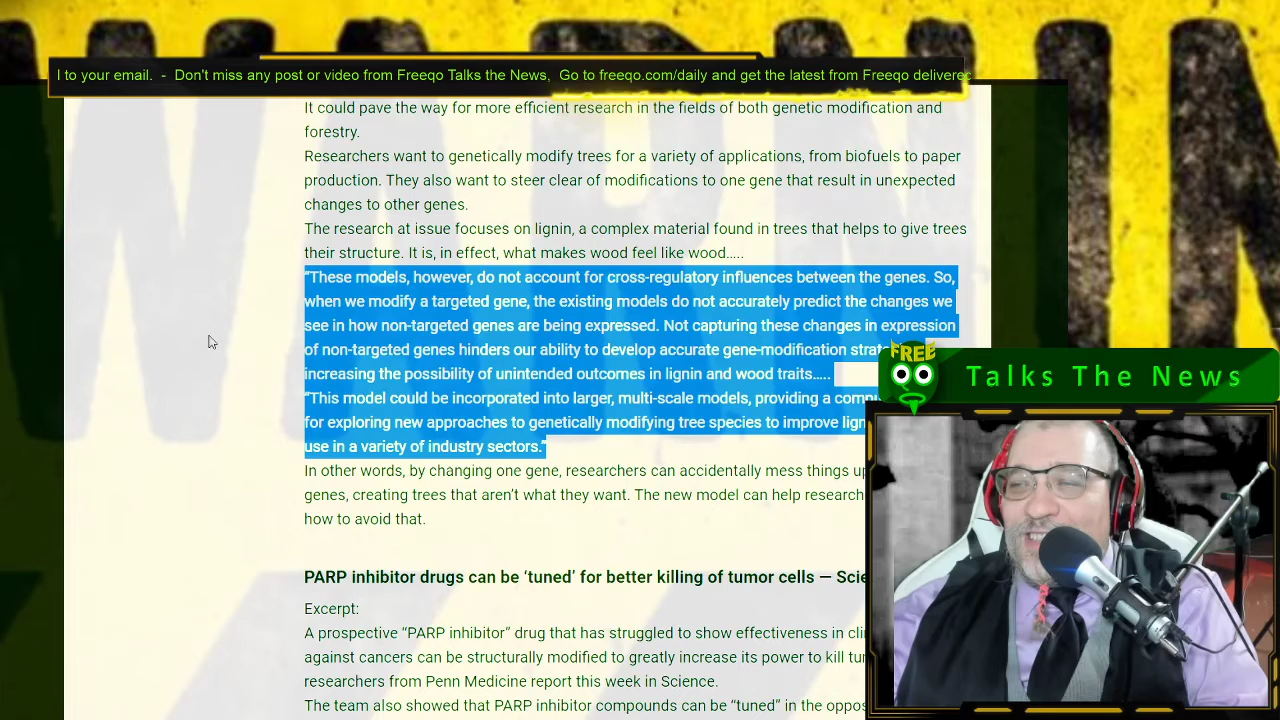 WARNIN
l to your email. - Don't miss any post or video from Freeqo Talks the News, Go to freeqo.com/daily and get the latest from Freeqo delivered
It could pave the way for more efficient research in the fields of both genetic modification and
forestry.
Researchers want to genetically modify trees for a variety of applications, from biofuels to paper
production. They also want to steer clear of modifications to one gene that result in unexpected
changes to other genes.
The research at issue focuses on lignin, a complex material found in trees that helps to give trees
their structure. It is, in effect, what makes wood feel like wood…..
“These models, however, do not account for cross-regulatory influences between the genes. So,
when we modify a targeted gene, the existing models do not accurately predict the changes we
see in how non-targeted genes are being expressed. Not capturing these changes in expression
of non-targeted genes hinders our ability to develop accurate gene-modification
increasing the possibility of unintended outcomes in lignin and wood traits…..
“This model could be incorporated into larger, multi-scale models, providing a
for exploring new approaches to genetically modifying tree species to improve
use in a variety of industry sectors.”
In other words, by changing one gene, researchers can accidentally mess things up
genes, creating trees that aren’t what they want. The new model can help
how to avoid that.
PARP inhibitor drugs can be ‘tuned’ for better killing of tumor cells —
Excerpt:
A prospective “PARP inhibitor” drug that has struggled to show effectiveness in
against cancers can be structurally modified to greatly increase its power to kill
researchers from Penn Medicine report this week in Science.
The team also showed that PARP inhibitor compounds can be “tuned” in the
FREE
Talks The News